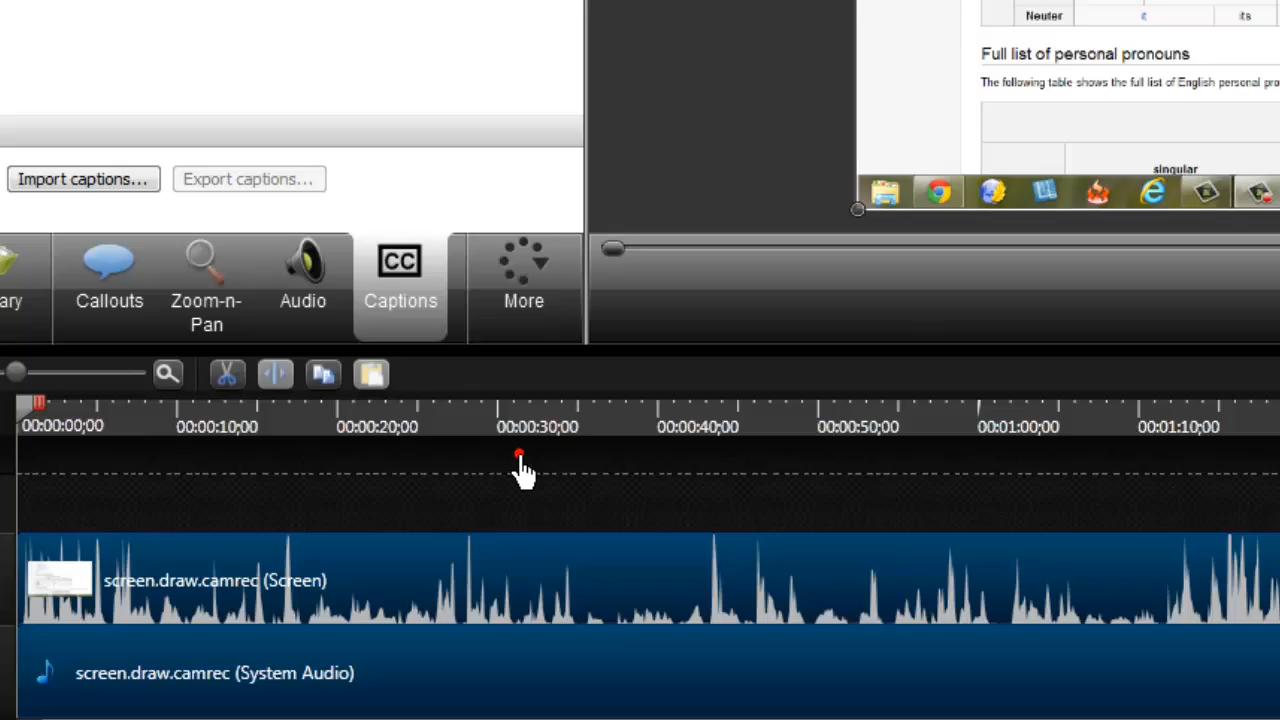 Neuter it its
Full list of personal pronouns
The following table shows the full list of English personal pro
singular
Import captions... Export captions...
ary Callouts Zoom-n-Pan Audio CC Captions More
00:00:00;00 00:00:10;00 00:00:20;00 00:00:30;00 00:00:40;00 00:00:50;00 00:01:00;00 00:01:10;00
screen.draw.camrec (Screen)
screen.draw.camrec (System Audio)